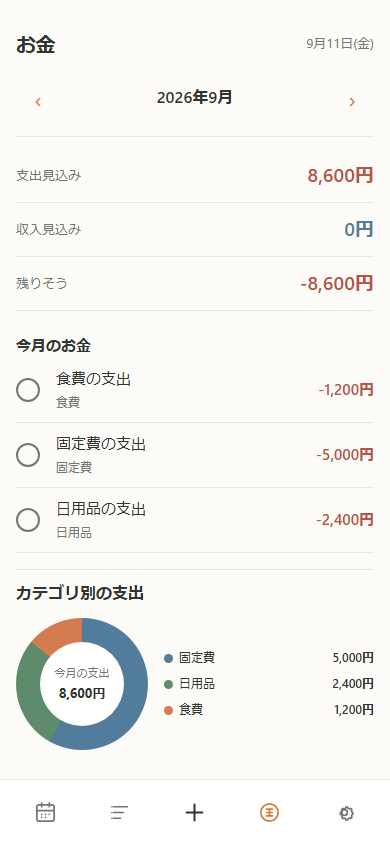 お金
9月11日(金)
‹
2026年9月
›
支出見込み
8,600円
収入見込み
0円
残りそう
-8,600円
今月のお金
食費の支出
食費
-1,200円
固定費の支出
固定費
-5,000円
日用品の支出
日用品
-2,400円
カテゴリ別の支出
今月の支出
8,600円
固定費
5,000円
日用品
2,400円
食費
1,200円